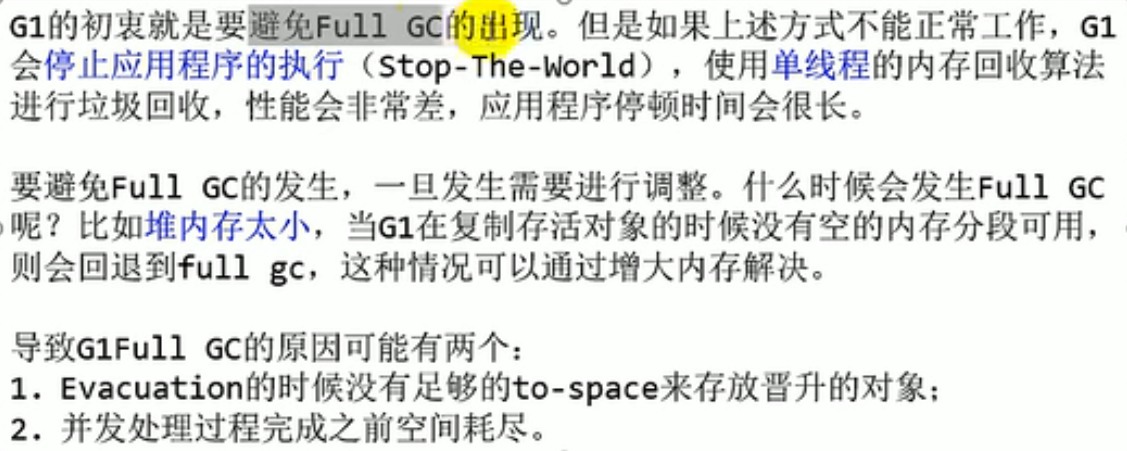 G1的初衷就是要避免Full GC的出现。但是如果上述方式不能正常工作，G1
会停止应用程序的执行（Stop-The-World），使用单线程的内存回收算法
进行垃圾回收，性能会非常差，应用程序停顿时间会很长。
要避免Full GC的发生，一旦发生需要进行调整。什么时候会发生Full GC
呢？比如堆内存太小，当G1在复制存活对象的时候没有空的内存分段可用，
则会回退到full gc，这种情况可以通过增大内存解决。
导致G1Full GC的原因可能有两个：
1. Evacuation的时候没有足够的to-space来存放晋升的对象；
2. 并发处理过程完成之前空间耗尽。